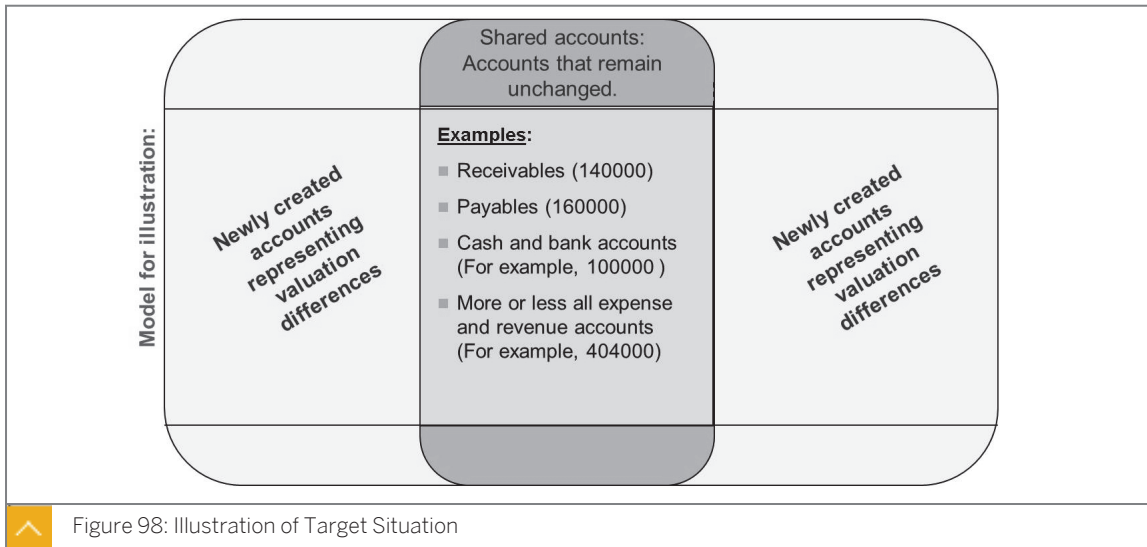 Shared accounts:
Accounts that remain
unchanged.
Model for illustration:
Newly created
accounts
representing
valuation
differences
Examples:
■ Receivables (140000)
■ Payables (160000)
■ Cash and bank accounts
(For example, 100000 )
■ More or less all expense
and revenue accounts
(For example, 404000)
Newly created
accounts
representing
valuation
differences
Figure 98: Illustration of Target Situation